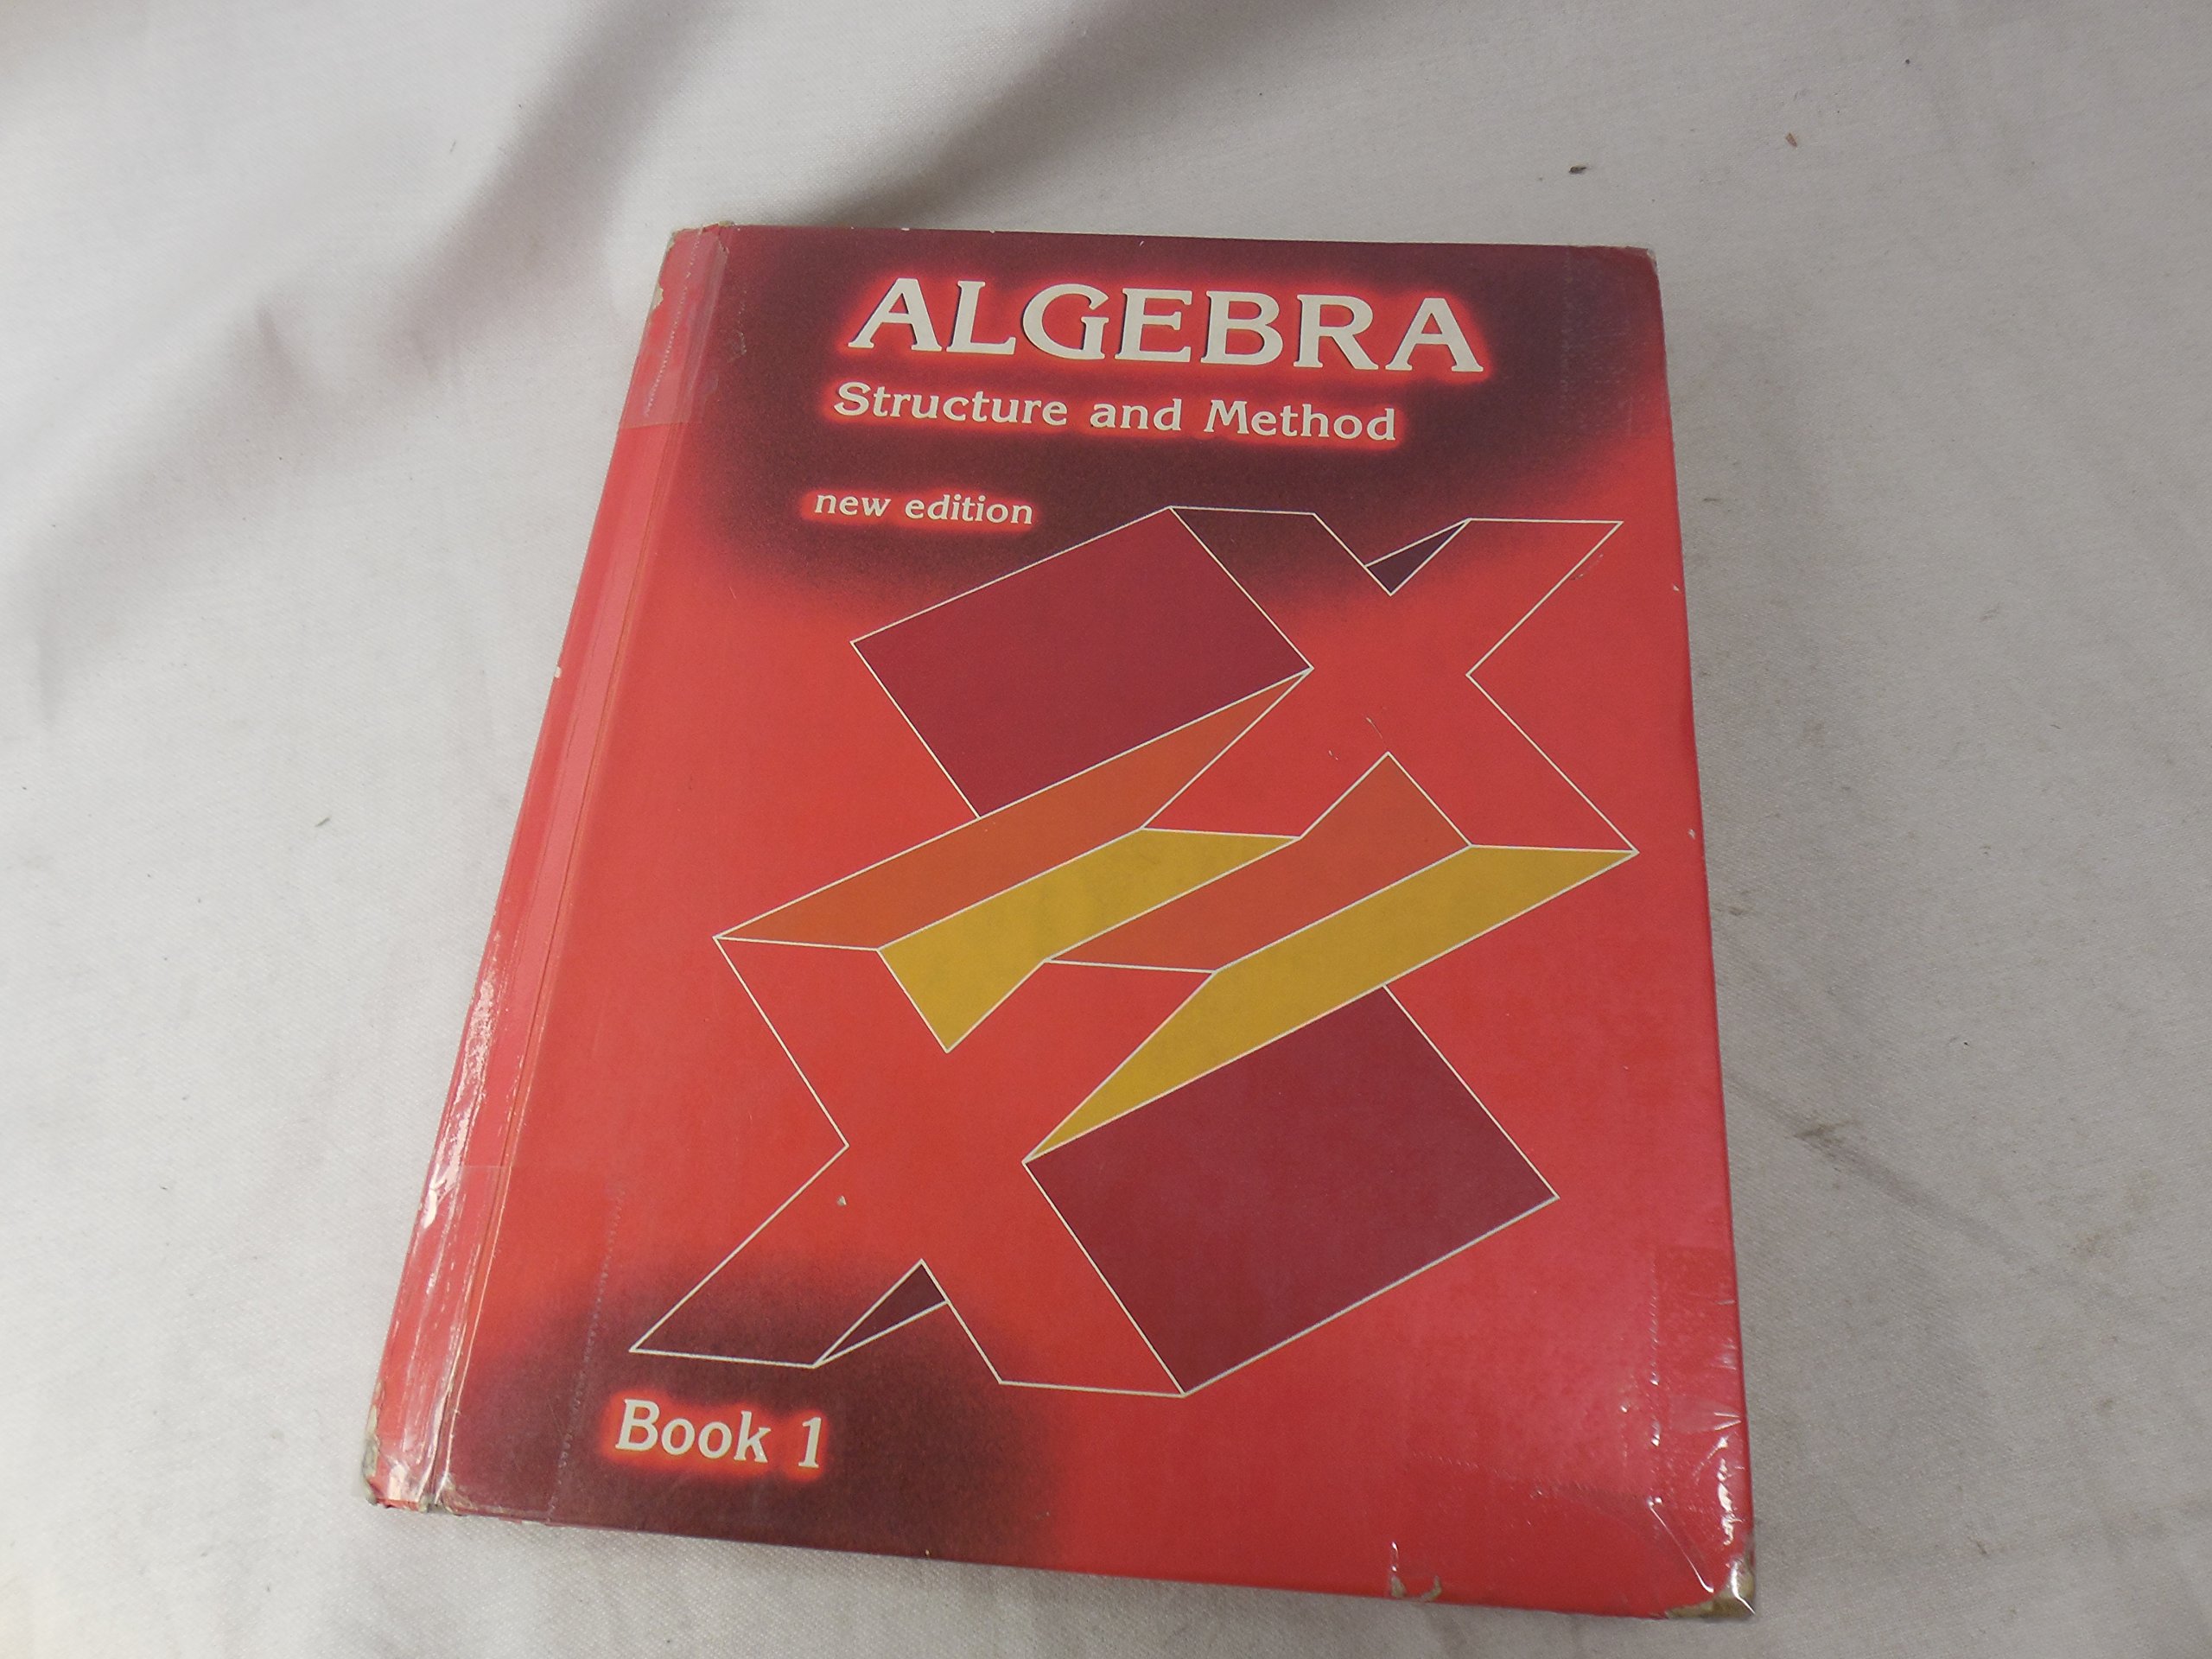 ALGEBRA
Structure and Method
new edition
Book 1